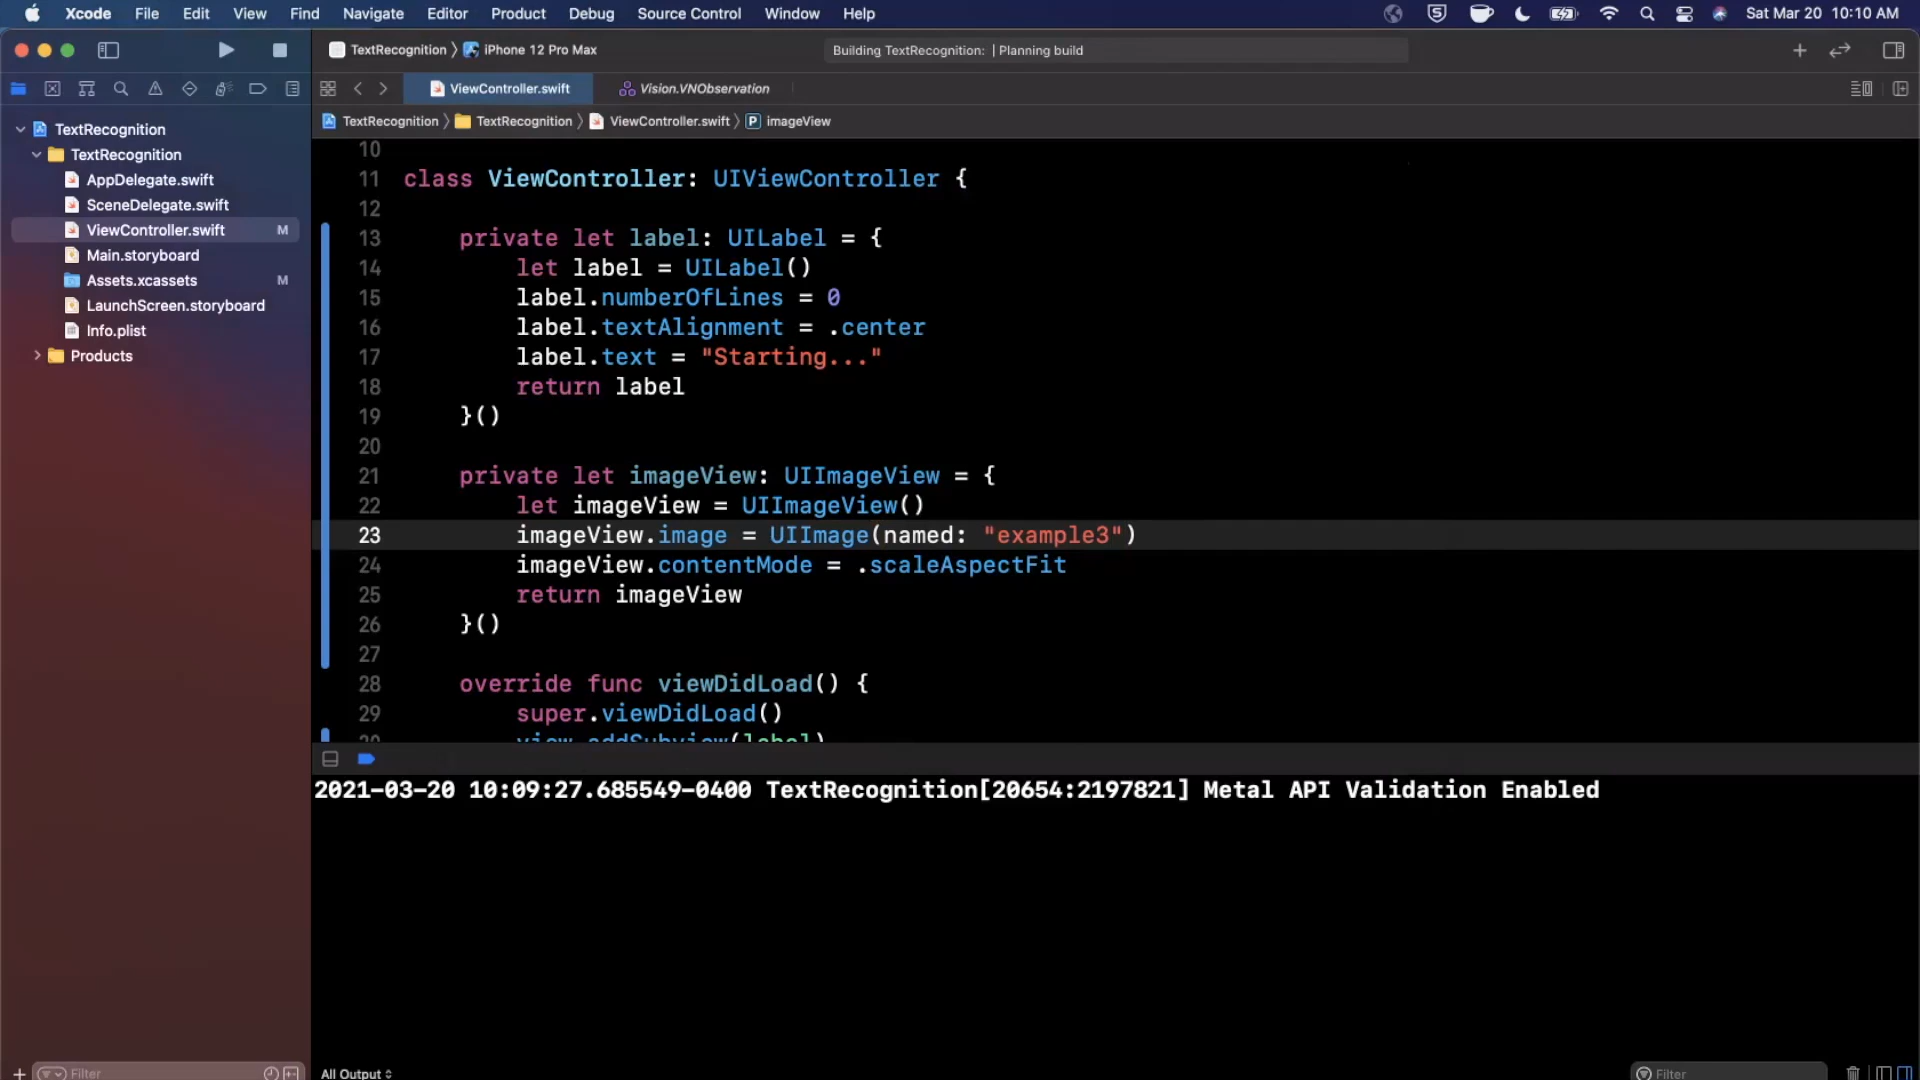 Xcode File Edit View Find Navigate Editor Product Debug Source Control Window Help Sat Mar 20 10:10 AM
TextRecognition iPhone 12 Pro Max Building TextRecognition: | Planning build
ViewController.swift Vision.VNObservation
TextRecognition TextRecognition ViewController.swift P imageView
TextRecognition
TextRecognition
AppDelegate.swift
SceneDelegate.swift
ViewController.swift M
Main.storyboard
Assets.xcassets M
LaunchScreen.storyboard
Info.plist
Products
Filter
10
11 class ViewController: UIViewController {
12
13 private let label: UILabel = {
14 let label = UILabel()
15 label.numberOfLines = 0
16 label.textAlignment = .center
17 label.text = "Starting..."
18 return label
19 }()
20
21 private let imageView: UIImageView = {
22 let imageView = UIImageView()
23 imageView.image = UIImage(named: "example3")
24 imageView.contentMode = .scaleAspectFit
25 return imageView
26 }()
27
28 override func viewDidLoad() {
29 super.viewDidLoad()
30 view.addSubview(label)
2021-03-20 10:09:27.685549-0400 TextRecognition[20654:2197821] Metal API Validation Enabled
All Output Filter